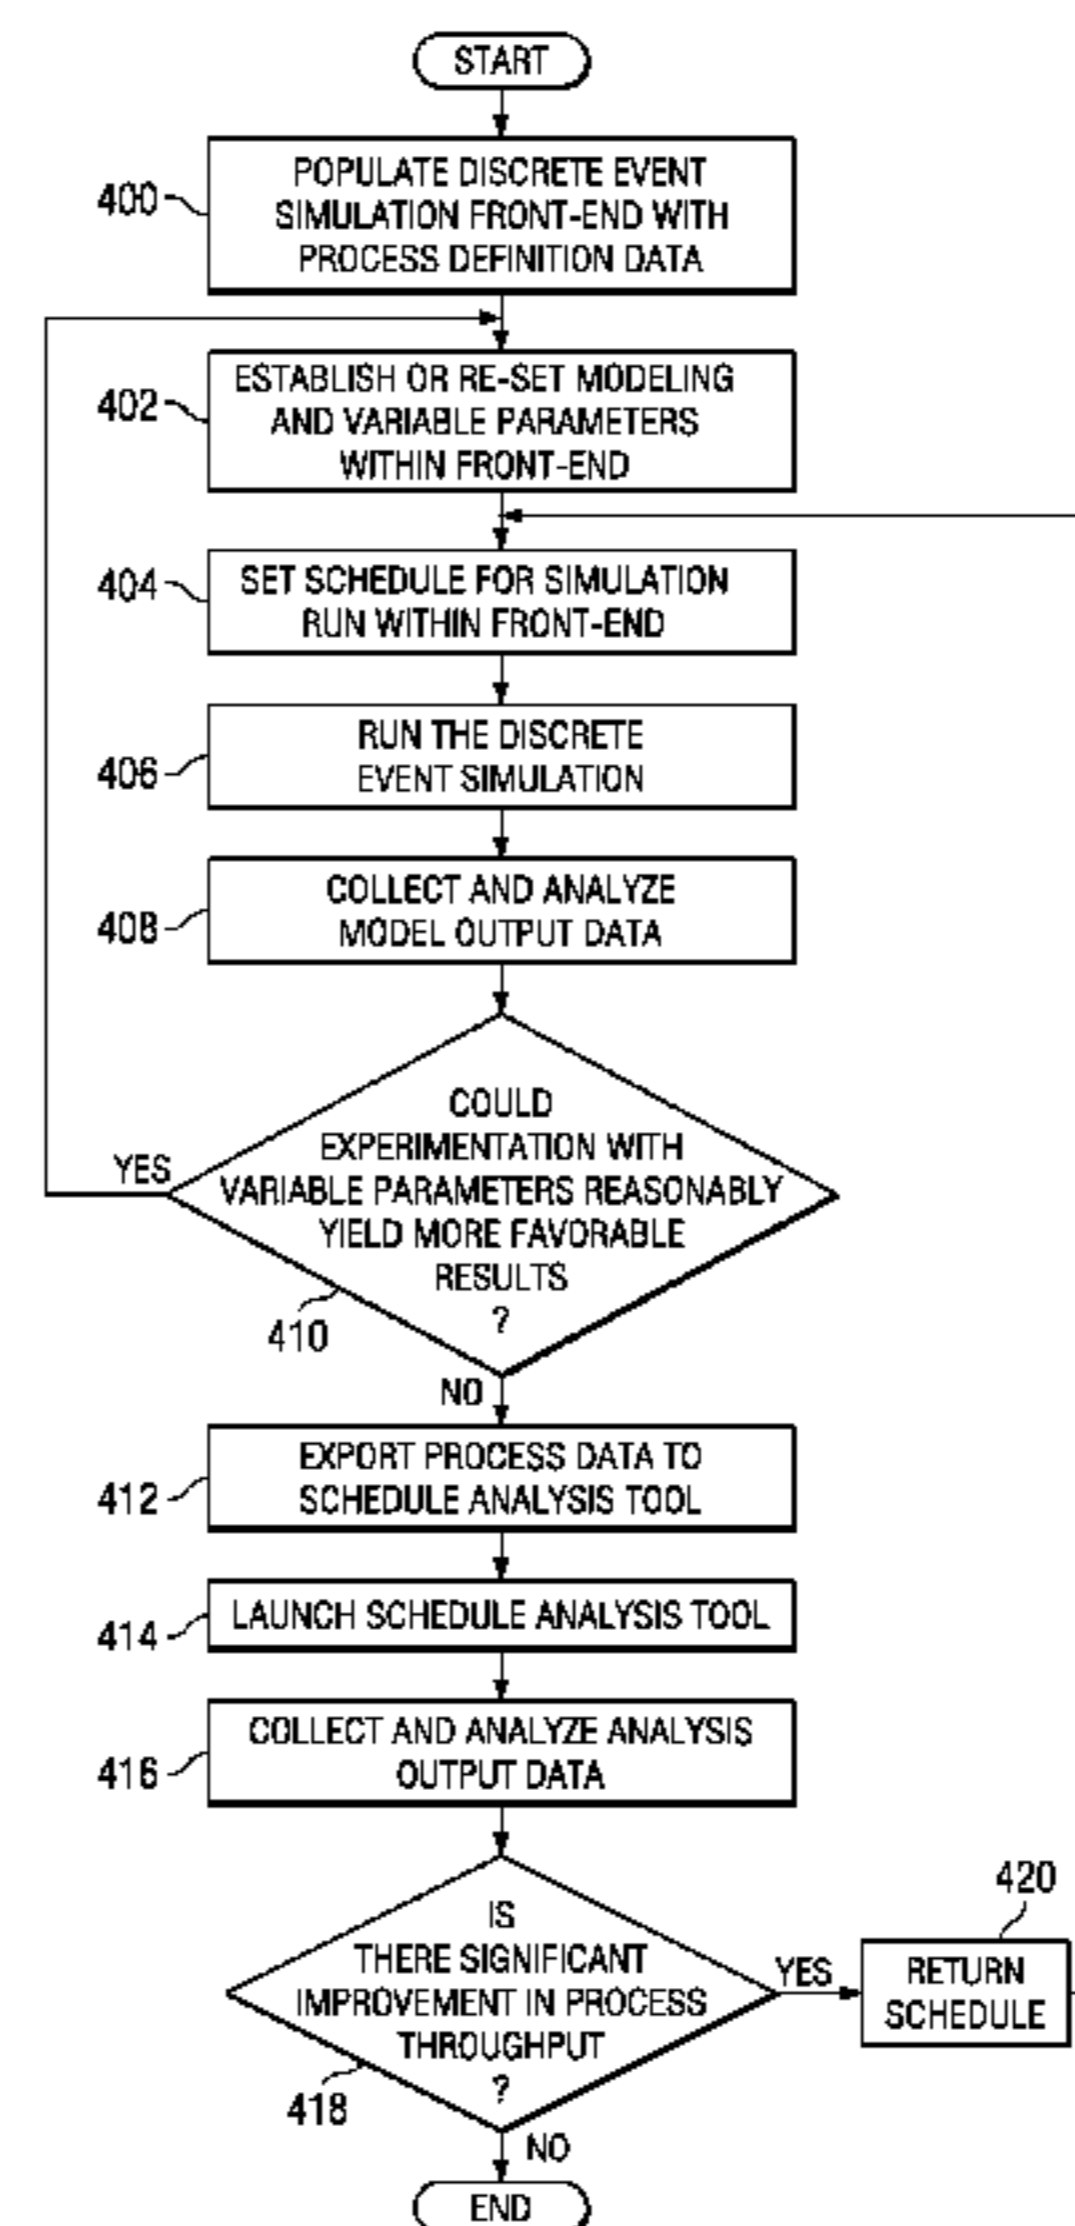 START
400
POPULATE DISCRETE EVENT
SIMULATION FRONT-END WITH
PROCESS DEFINITION DATA
402
ESTABLISH OR RE-SET MODELING
AND VARIABLE PARAMETERS
WITHIN FRONT-END
404
SET SCHEDULE FOR SIMULATION
RUN WITHIN FRONT-END
406
RUN THE DISCRETE
EVENT SIMULATION
408
COLLECT AND ANALYZE
MODEL OUTPUT DATA
COULD
EXPERIMENTATION WITH
VARIABLE PARAMETERS REASONABLY
YIELD MORE FAVORABLE
RESULTS
?
YES
410
NO
412
EXPORT PROCESS DATA TO
SCHEDULE ANALYSIS TOOL
414
LAUNCH SCHEDULE ANALYSIS TOOL
416
COLLECT AND ANALYZE ANALYSIS
OUTPUT DATA
IS
THERE SIGNIFICANT
IMPROVEMENT IN PROCESS
THROUGHPUT
?
418
YES
420
RETURN
SCHEDULE
NO
END